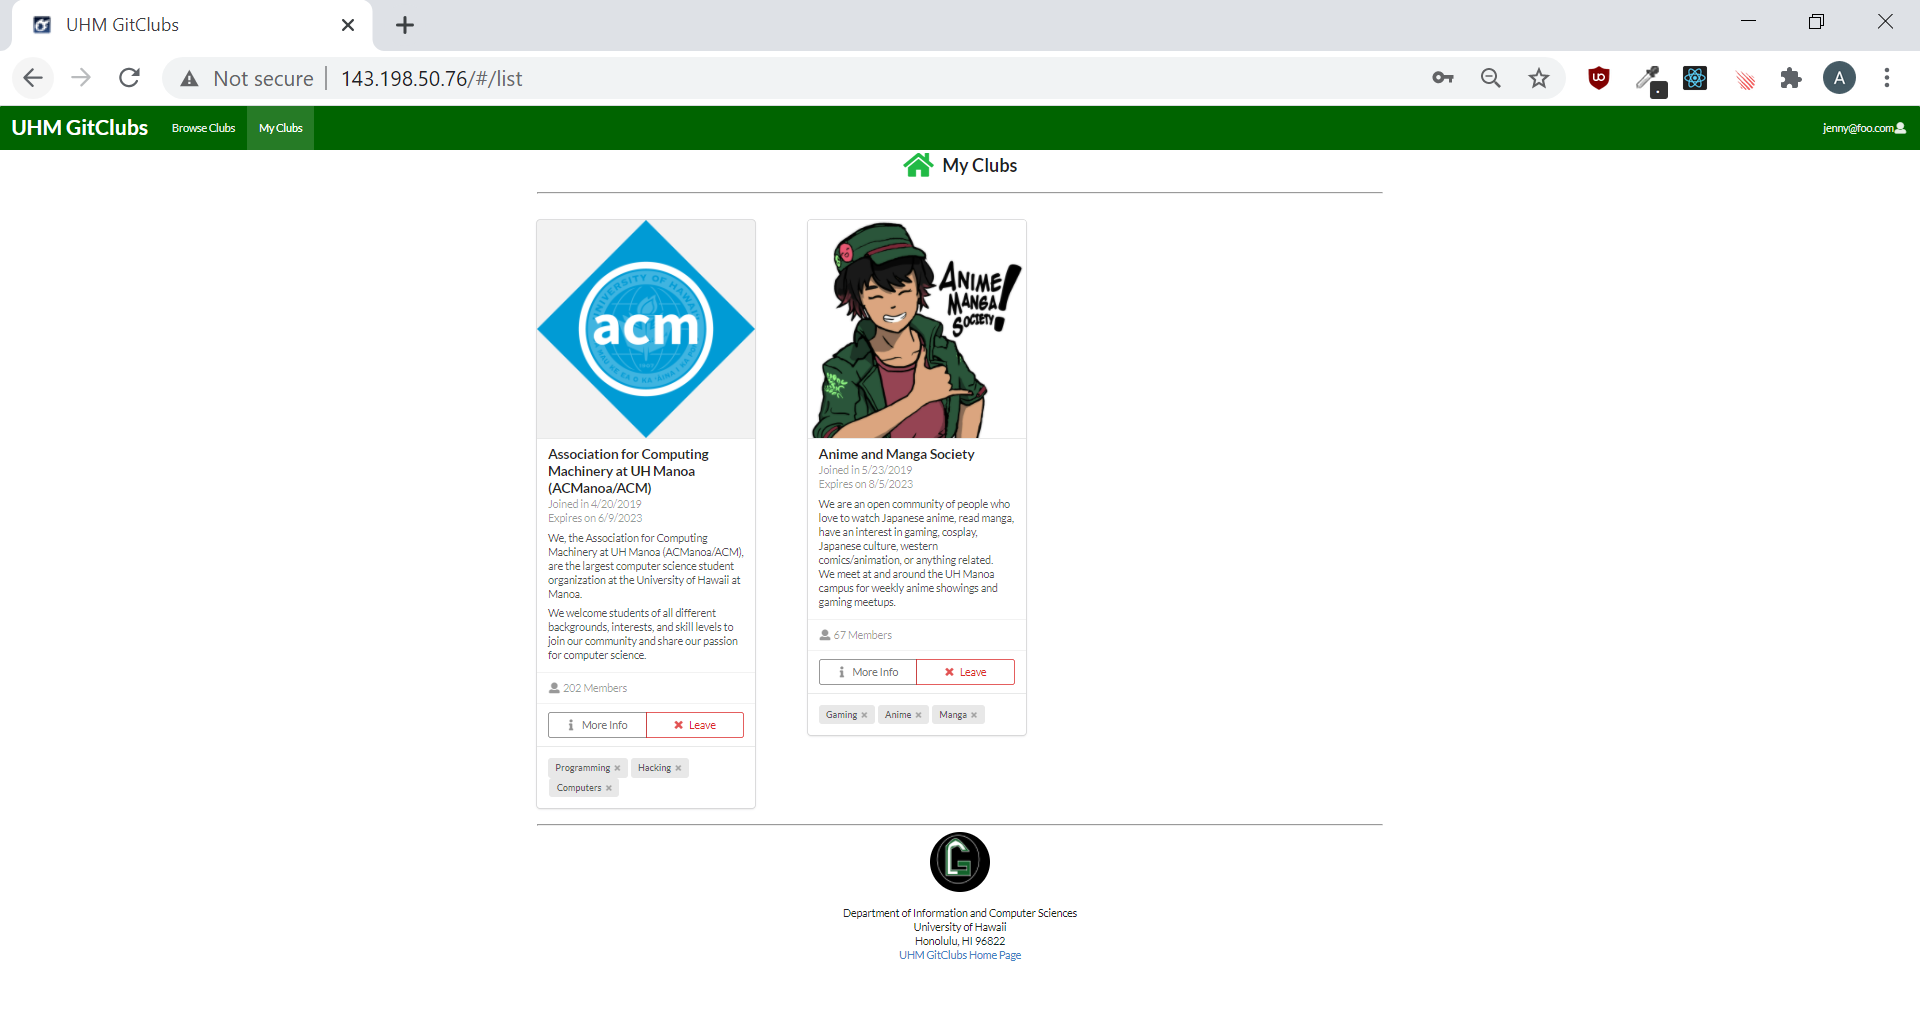 UHM GitClubs
Not secure
143.198.50.76/#/list
A
UHM GitClubs
Browse Clubs
My Clubs
jenny@foo.com
My Clubs
UNIVERSITY OF HAWAII
acm
Association for Computing
Machinery at UH Manoa
(ACManoa/ACM)
Joined in 4/20/2019
Expires on 6/9/2023
We, the Association for Computing
Machinery at UH Manoa (ACManoa/ACM),
are the largest computer science student
organization at the University of Hawaii at
Manoa.
We welcome students of all different
backgrounds, interests, and skill levels to
join our community and share our passion
for computer science.
202 Members
More Info
Leave
Programming
Hacking
Computers
ANIME
MANGA
SOCIETY!
Anime and Manga Society
Joined in 5/23/2019
Expires on 8/5/2023
We are an open community of people who
love to watch Japanese anime, read manga,
have an interest in gaming, cosplay,
Japanese culture, western
comics/animation, or anything related.
We meet at and around the UH Manoa
campus for weekly anime showings and
gaming meetups.
67 Members
More Info
Leave
Gaming
Anime
Manga
G
Department of Information and Computer Sciences
University of Hawaii
Honolulu, HI 96822
UHM GitClubs Home Page